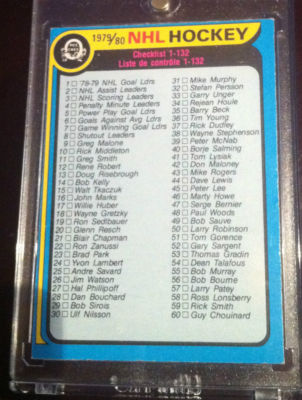 1979/80 NHL HOCKEY
Checklist 1-132
Liste de contrôle 1-132
1 '78-79 NHL Goal Ldrs
2 NHL Assist Leaders
3 NHL Scoring Leaders
4 Penalty Minute Leaders
5 Power Play Goal Ldrs
6 Goals Against Avg Ldrs
7 Game Winning Goal Ldrs
8 Shutout Leaders
9 Greg Malone
10 Rick Middleton
11 Greg Smith
12 Rene Robert
13 Doug Risebrough
14 Bob Kelly
15 Walt Tkaczuk
16 John Marks
17 Willie Huber
18 Wayne Gretzky
19 Ron Sedlbauer
20 Glenn Resch
21 Blair Chapman
22 Ron Zanussi
23 Brad Park
24 Yvon Lambert
25 Andre Savard
26 Jim Watson
27 Hal Phillipoff
28 Dan Bouchard
29 Bob Sirois
30 Ulf Nilsson
31 Mike Murphy
32 Stefan Persson
33 Garry Unger
34 Rejean Houle
35 Barry Beck
36 Tim Young
37 Rick Dudley
38 Wayne Stephenson
39 Peter McNab
40 Borje Salming
41 Tom Lysiak
42 Don Maloney
43 Mike Rogers
44 Dave Lewis
45 Peter Lee
46 Marty Howe
47 Serge Bernier
48 Paul Woods
49 Bob Sauve
50 Larry Robinson
51 Tom Gorence
52 Gary Sargent
53 Thomas Gradin
54 Dean Talafous
55 Bob Murray
56 Bob Bourne
57 Larry Patey
58 Ross Lonsberry
59 Rick Smith
60 Guy Chouinard